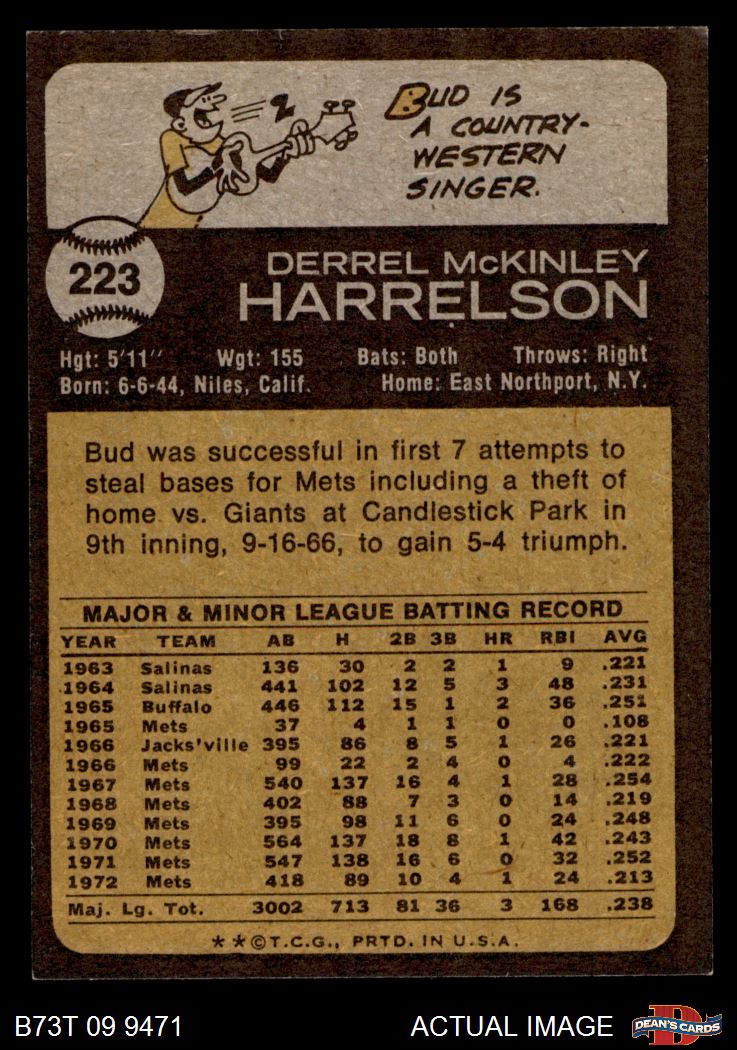 BUD IS
A COUNTRY-
WESTERN
SINGER.
223
DERREL McKINLEY
HARRELSON
Hgt: 5'11" Wgt: 155 Bats: Both Throws: Right
Born: 6-6-44, Niles, Calif. Home: East Northport, N.Y.
Bud was successful in first 7 attempts to
steal bases for Mets including a theft of
home vs. Giants at Candlestick Park in
9th inning, 9-16-66, to gain 5-4 triumph.
MAJOR & MINOR LEAGUE BATTING RECORD
YEAR TEAM AB H 2B 3B HR RBI AVG
1963 Salinas 136 30 2 2 1 9 .221
1964 Salinas 441 102 12 5 3 48 .231
1965 Buffalo 446 112 15 1 2 36 .251
1965 Mets 37 4 1 1 0 0 .108
1966 Jacks'ville 395 86 8 5 1 26 .221
1966 Mets 99 22 2 4 0 4 .222
1967 Mets 540 137 16 4 1 28 .254
1968 Mets 402 88 7 3 0 14 .219
1969 Mets 395 98 11 6 0 24 .248
1970 Mets 564 137 18 8 1 42 .243
1971 Mets 547 138 16 6 0 32 .252
1972 Mets 418 89 10 4 1 24 .213
Maj. Lg. Tot. 3002 713 81 36 3 168 .238
**©T.C.G., PRTD. IN U.S.A.
B73T 09 9471 ACTUAL IMAGE D DEAN'S CARDS